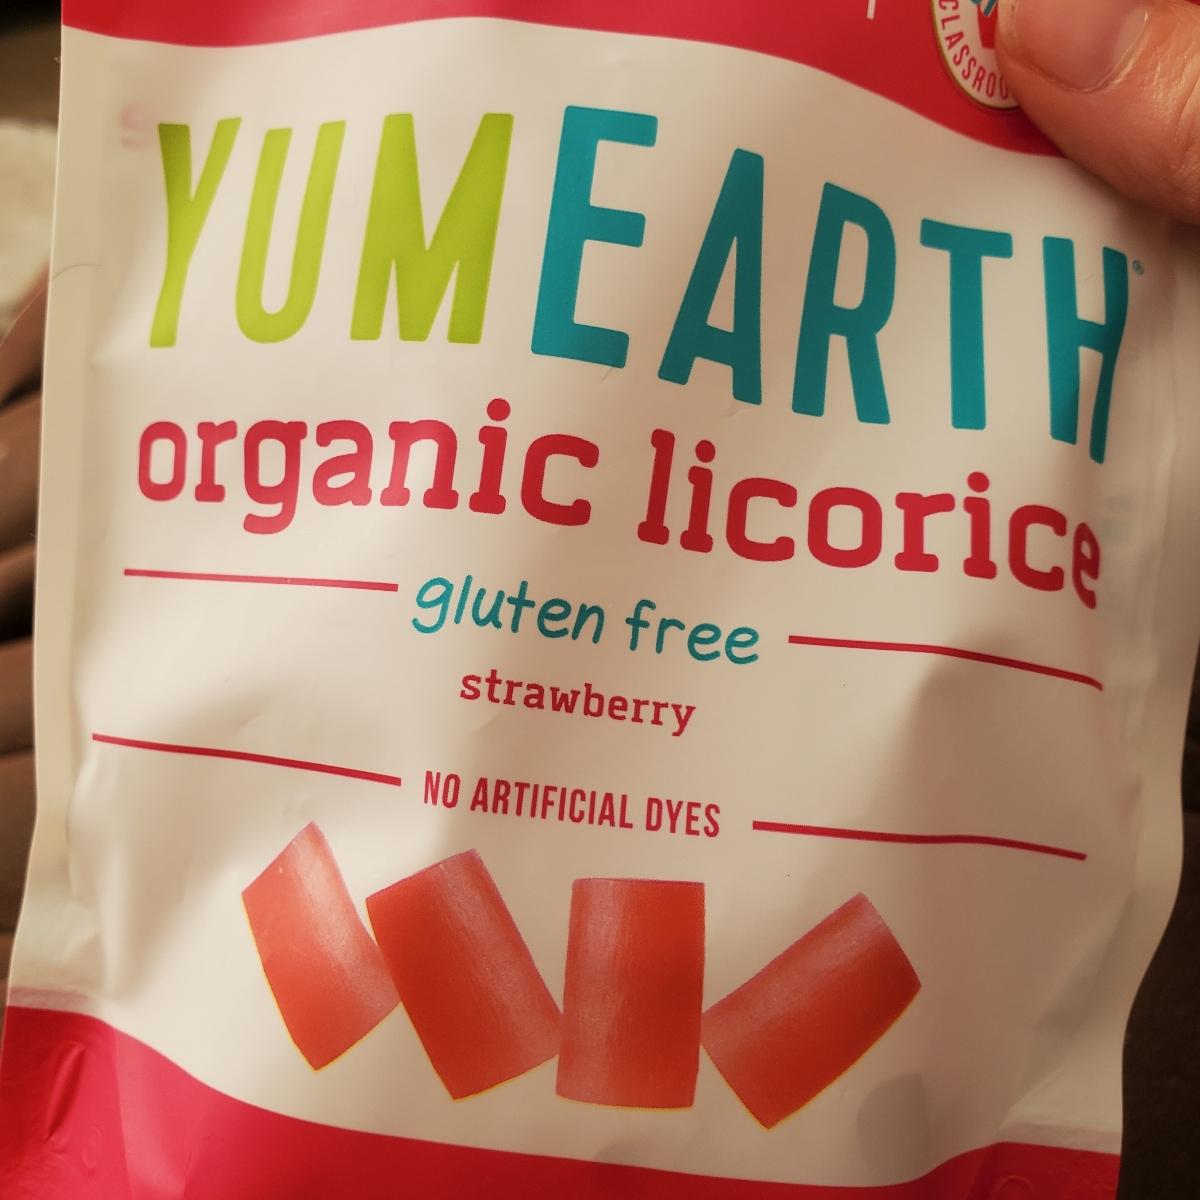 YUMEARTH®
organic licorice
gluten free
strawberry
NO ARTIFICIAL DYES